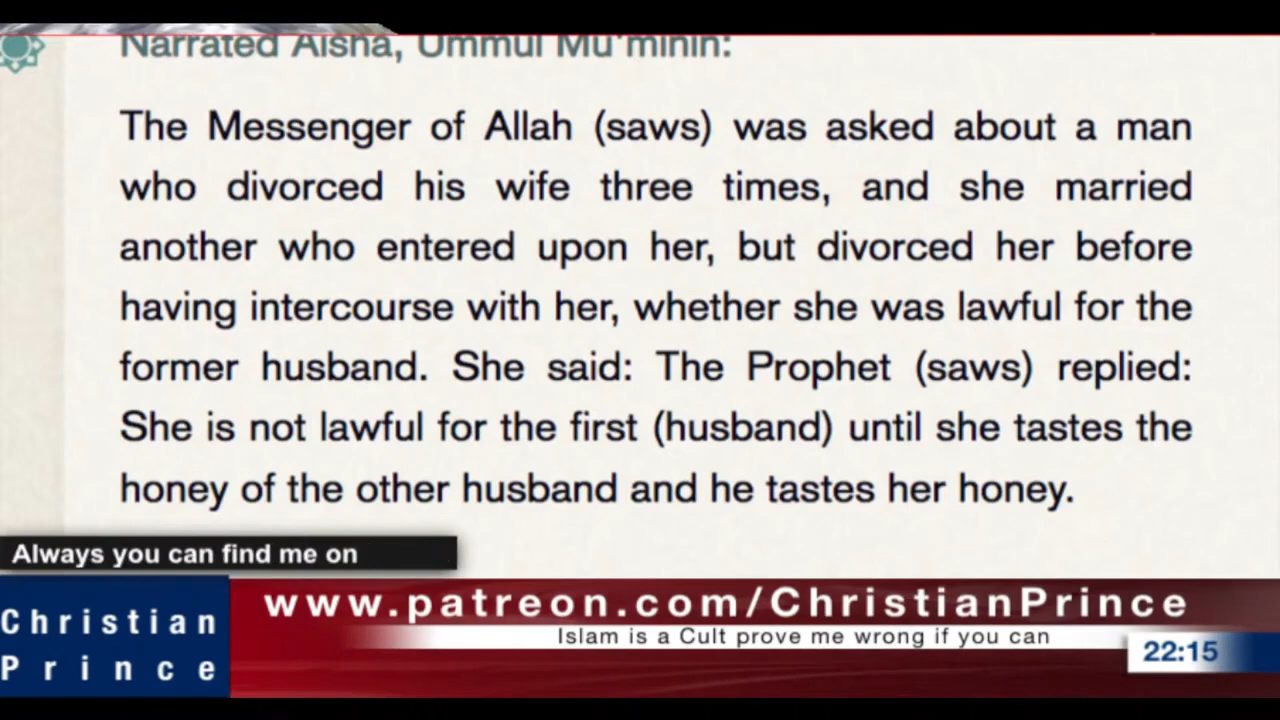 Narrated Aisha, Ummul Mu'minin:
The Messenger of Allah (saws) was asked about a man
who divorced his wife three times, and she married
another who entered upon her, but divorced her before
having intercourse with her, whether she was lawful for the
former husband. She said: The Prophet (saws) replied:
She is not lawful for the first (husband) until she tastes the
honey of the other husband and he tastes her honey.
Always you can find me on
www.patreon.com/ChristianPrince
Islam is a Cult prove me wrong if you can
Christian
Prince
22:15